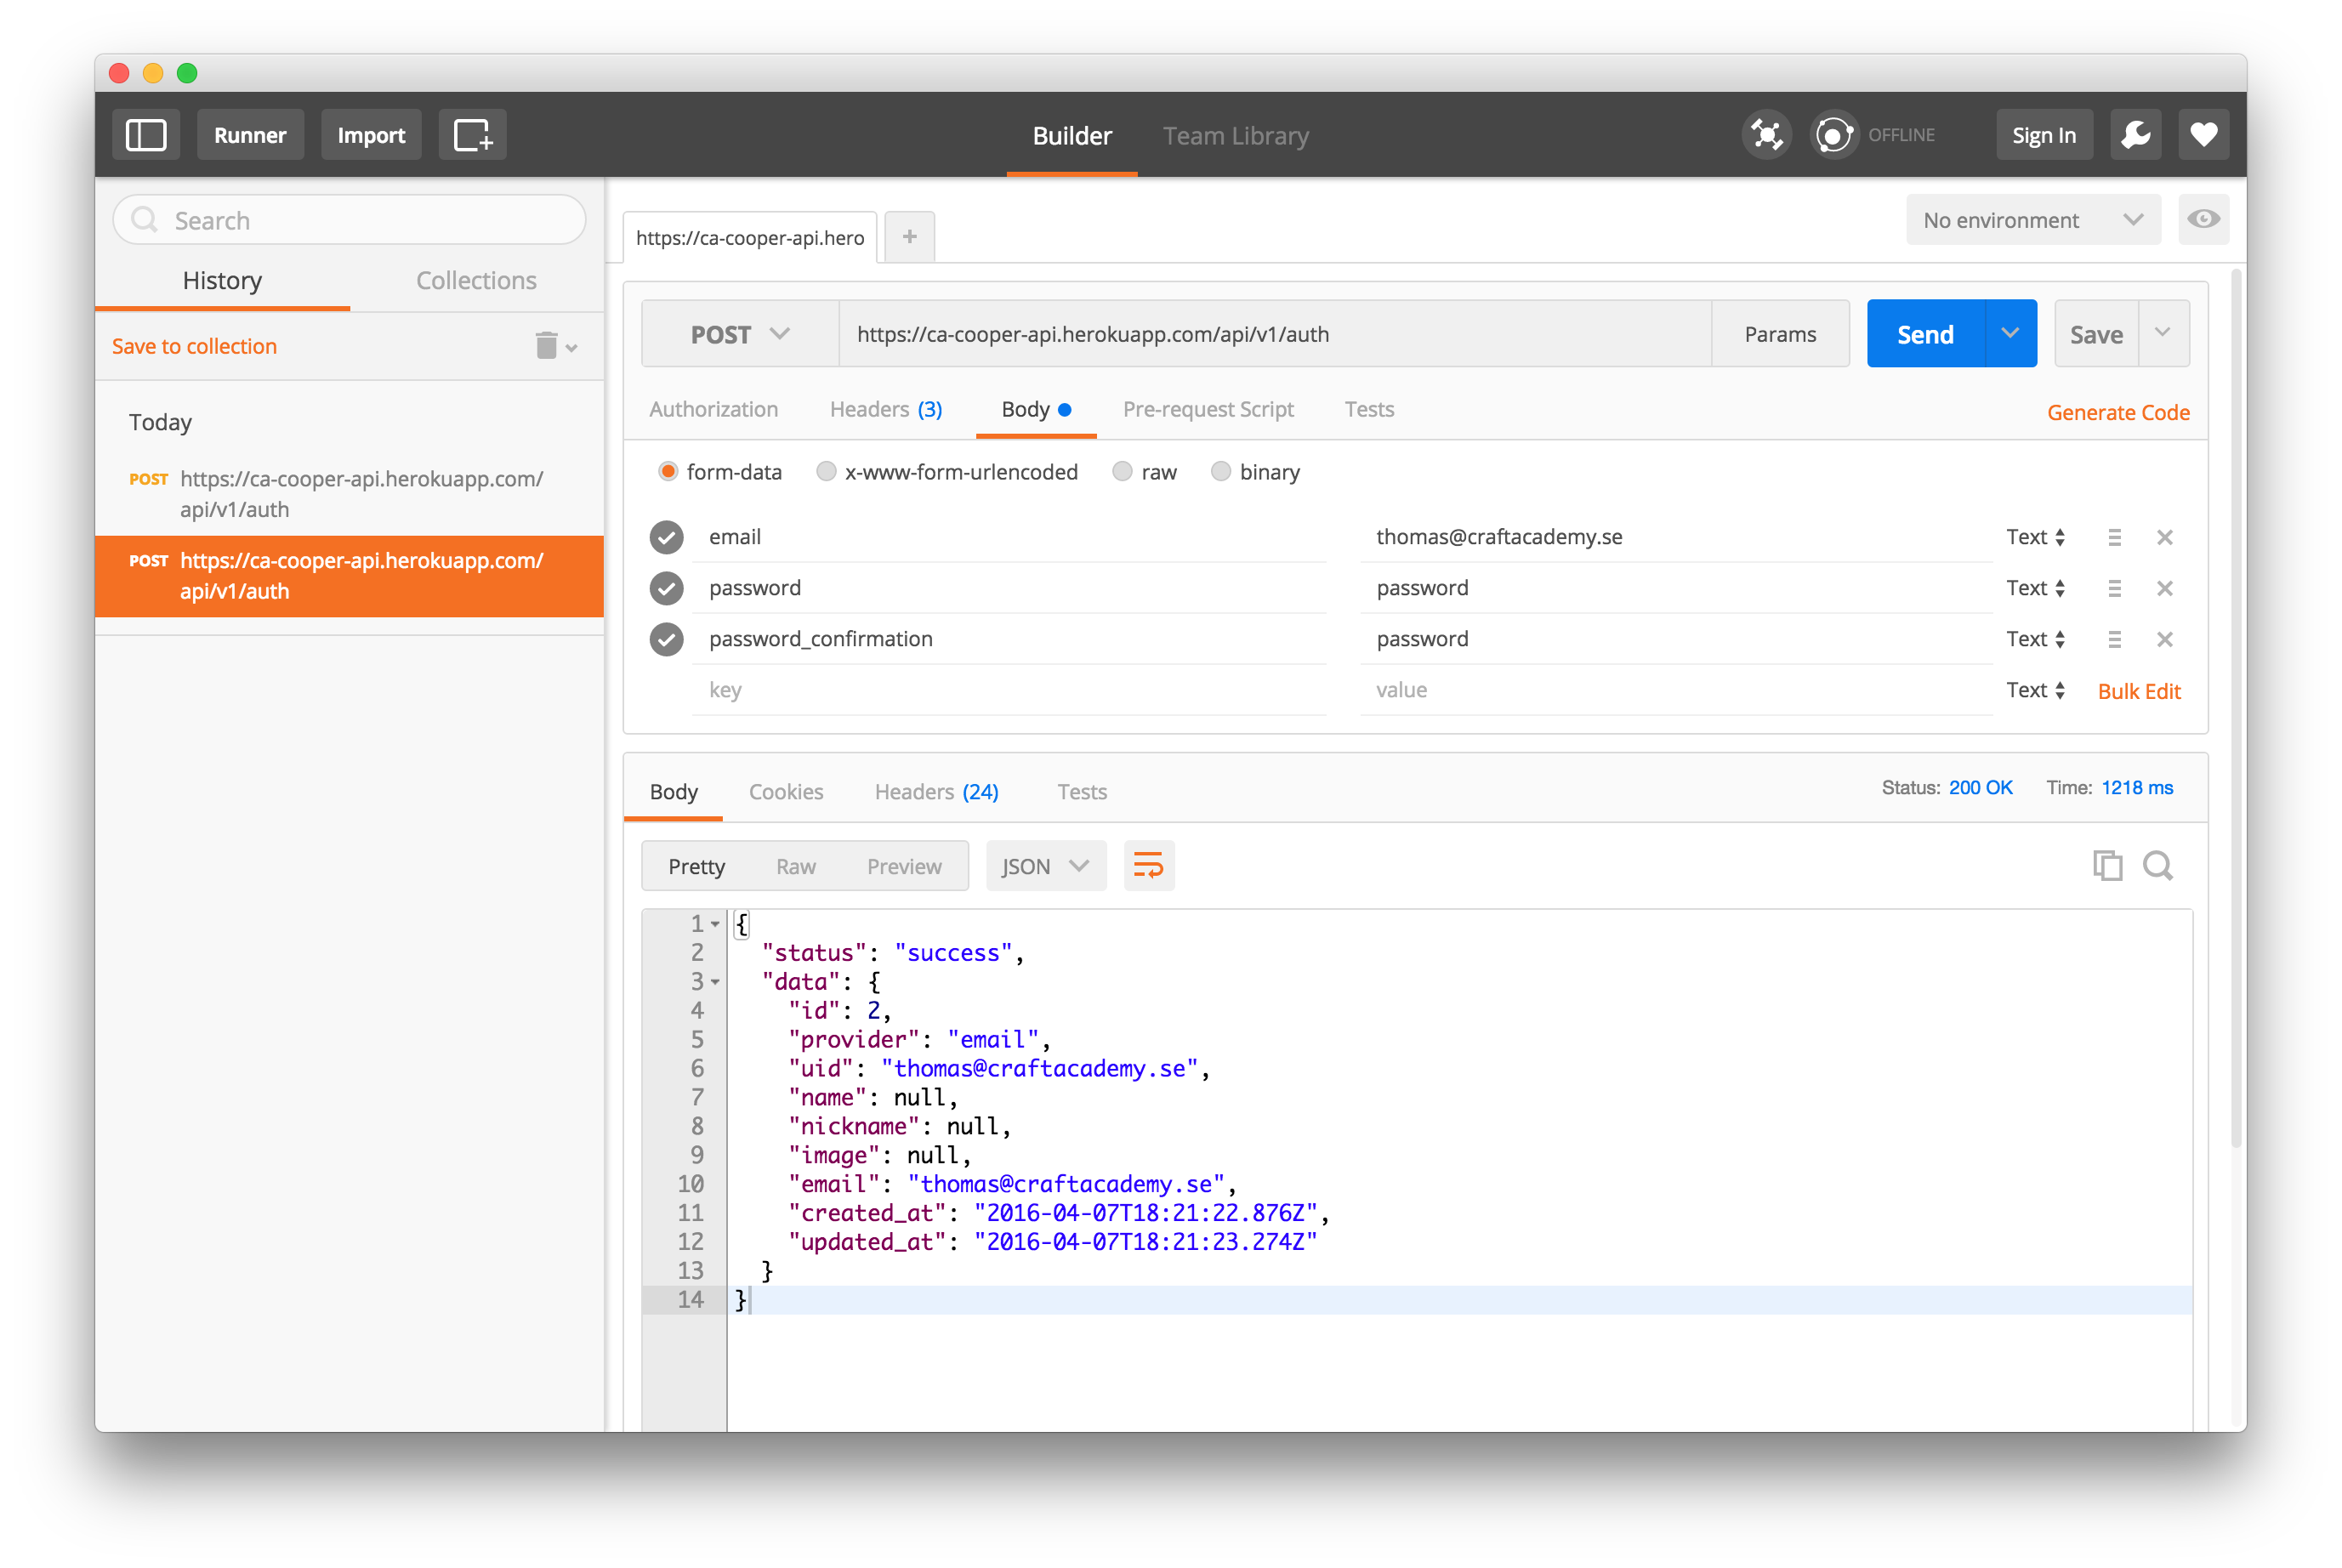 Runner
Import
Builder
Team Library
OFFLINE
Sign In
Search
History
Collections
Save to collection
Today
POST https://ca-cooper-api.herokuapp.com/
api/v1/auth
POST https://ca-cooper-api.herokuapp.com/
api/v1/auth
https://ca-cooper-api.hero
+
No environment
POST
https://ca-cooper-api.herokuapp.com/api/v1/auth
Params
Send
Save
Authorization
Headers (3)
Body
Pre-request Script
Tests
Generate Code
form-data
x-www-form-urlencoded
raw
binary
email thomas@craftacademy.se Text
password password Text
password_confirmation password Text
key value Text Bulk Edit
Body
Cookies
Headers (24)
Tests
Status: 200 OK
Time: 1218 ms
Pretty
Raw
Preview
JSON
1 {
2 "status": "success",
3 "data": {
4 "id": 2,
5 "provider": "email",
6 "uid": "thomas@craftacademy.se",
7 "name": null,
8 "nickname": null,
9 "image": null,
10 "email": "thomas@craftacademy.se",
11 "created_at": "2016-04-07T18:21:22.876Z",
12 "updated_at": "2016-04-07T18:21:23.274Z"
13 }
14 }